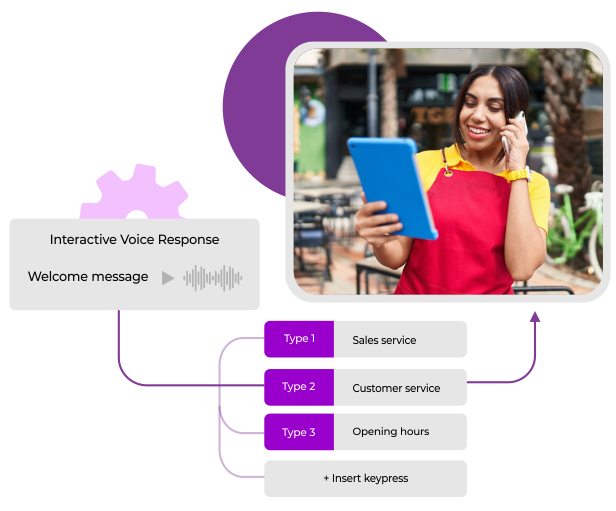 Interactive Voice Response
Welcome message
Type 1 Sales service
Type 2 Customer service
Type 3 Opening hours
+ Insert keypress